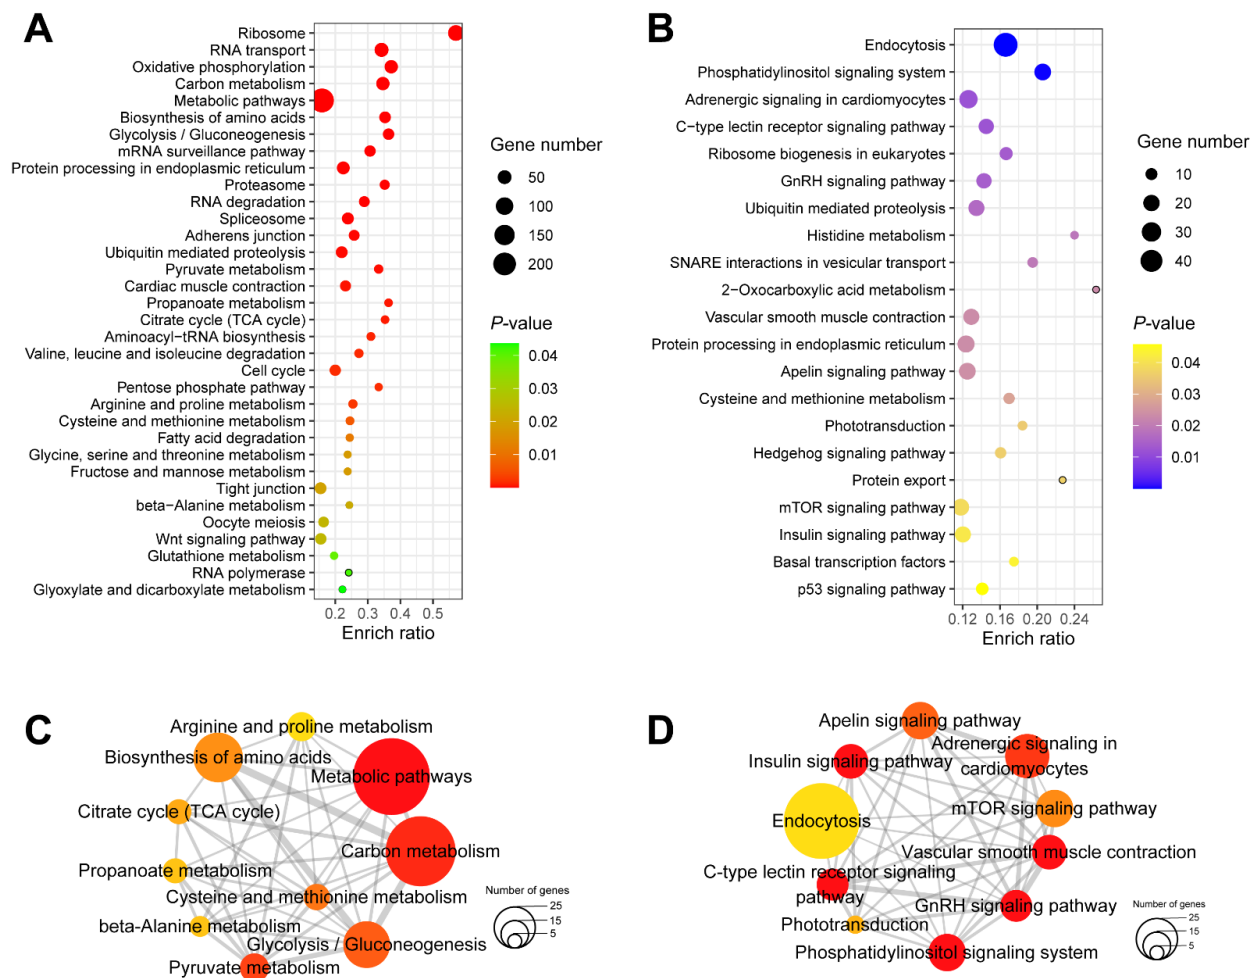 A
Ribosome
RNA transport
Oxidative phosphorylation
Carbon metabolism
Metabolic pathways
Biosynthesis of amino acids
Glycolysis / Gluconeogenesis
mRNA surveillance pathway
Protein processing in endoplasmic reticulum
Proteasome
RNA degradation
Spliceosome
Adherens junction
Ubiquitin mediated proteolysis
Pyruvate metabolism
Cardiac muscle contraction
Propanoate metabolism
Citrate cycle (TCA cycle)
Aminoacyl−tRNA biosynthesis
Valine, leucine and isoleucine degradation
Cell cycle
Pentose phosphate pathway
Arginine and proline metabolism
Cysteine and methionine metabolism
Fatty acid degradation
Glycine, serine and threonine metabolism
Fructose and mannose metabolism
Tight junction
beta−Alanine metabolism
Oocyte meiosis
Wnt signaling pathway
Glutathione metabolism
RNA polymerase
Glyoxylate and dicarboxylate metabolism
0.2 0.3 0.4 0.5
Enrich ratio
Gene number
50
100
150
200
P-value
0.04
0.03
0.02
0.01
B
Endocytosis
Phosphatidylinositol signaling system
Adrenergic signaling in cardiomyocytes
C−type lectin receptor signaling pathway
Ribosome biogenesis in eukaryotes
GnRH signaling pathway
Ubiquitin mediated proteolysis
Histidine metabolism
SNARE interactions in vesicular transport
2−Oxocarboxylic acid metabolism
Vascular smooth muscle contraction
Protein processing in endoplasmic reticulum
Apelin signaling pathway
Cysteine and methionine metabolism
Phototransduction
Hedgehog signaling pathway
Protein export
mTOR signaling pathway
Insulin signaling pathway
Basal transcription factors
p53 signaling pathway
0.12 0.16 0.20 0.24
Enrich ratio
Gene number
10
20
30
40
P-value
0.04
0.03
0.02
0.01
C
Arginine and proline metabolism
Biosynthesis of amino acids
Metabolic pathways
Citrate cycle (TCA cycle)
Carbon metabolism
Propanoate metabolism
Cysteine and methionine metabolism
beta-Alanine metabolism
Glycolysis / Gluconeogenesis
Pyruvate metabolism
Number of genes
25
15
5
D
Apelin signaling pathway
Adrenergic signaling in
cardiomyocytes
Insulin signaling pathway
mTOR signaling pathway
Endocytosis
Vascular smooth muscle contraction
C-type lectin receptor signaling
pathway
GnRH signaling pathway
Phototransduction
Phosphatidylinositol signaling system
Number of genes
25
15
5